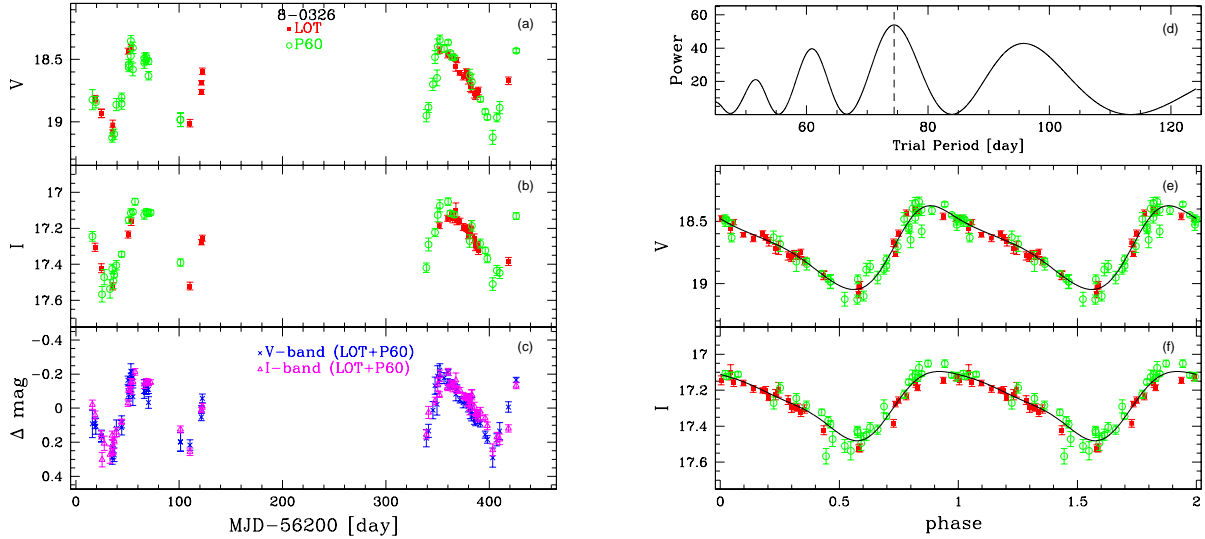 8-0326
LOT
P60
(a)
V
18.5
19
(b)
I
17
17.2
17.4
17.6
(c)
V-band (LOT+P60)
I-band (LOT+P60)
Δ mag
-0.4
-0.2
0
0.2
0.4
0 100 200 300 400
MJD-56200 [day]
(d)
Power
60
40
20
60 80 100 120
Trial Period [day]
(e)
V
18.5
19
(f)
I
17
17.2
17.4
17.6
0 0.5 1 1.5 2
phase